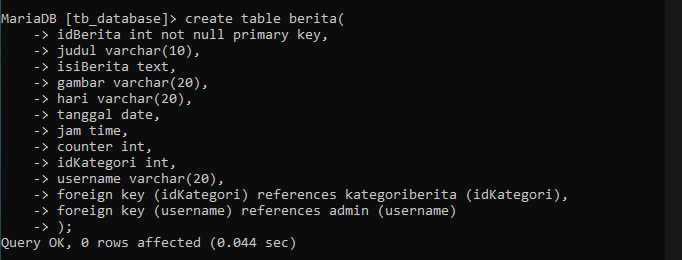 MariaDB [tb_database]> create table berita(
    -> idBerita int not null primary key,
    -> judul varchar(10),
    -> isiBerita text,
    -> gambar varchar(20),
    -> hari varchar(20),
    -> tanggal date,
    -> jam time,
    -> counter int,
    -> idKategori int,
    -> username varchar(20),
    -> foreign key (idKategori) references kategoriberita (idKategori),
    -> foreign key (username) references admin (username)
    -> );
Query OK, 0 rows affected (0.044 sec)